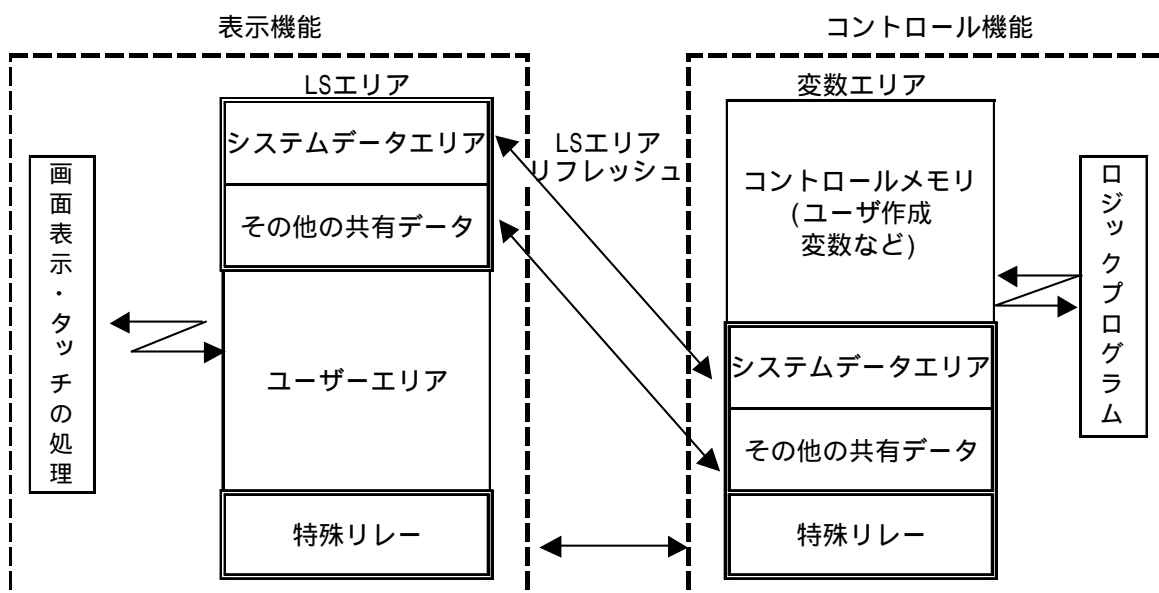 表示機能
コントロール機能
LSエリア
変数エリア
システムデータエリア
その他の共有データ
ユーザーエリア
特殊リレー
LSエリア
リフレッシュ
コントロールメモリ
(ユーザ作成
変数など)
システムデータエリア
その他の共有データ
特殊リレー
画面表示・タッチの処理
ロジックプログラム